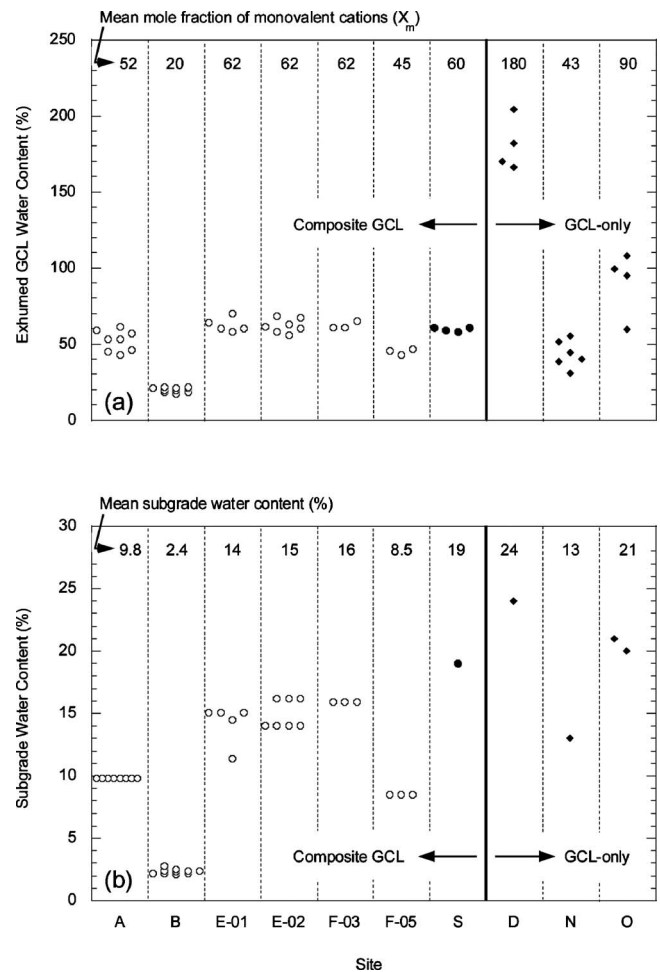 Mean mole fraction of monovalent cations (Xm)
52 20 62 62 62 45 60 180 43 90
250
200
150
100
50
0
Exhumed GCL Water Content (%)
Composite GCL GCL-only
(a)
Mean subgrade water content (%)
9.8 2.4 14 15 16 8.5 19 24 13 21
30
25
20
15
10
5
0
Subgrade Water Content (%)
Composite GCL GCL-only
(b)
A B E-01 E-02 F-03 F-05 S D N O
Site